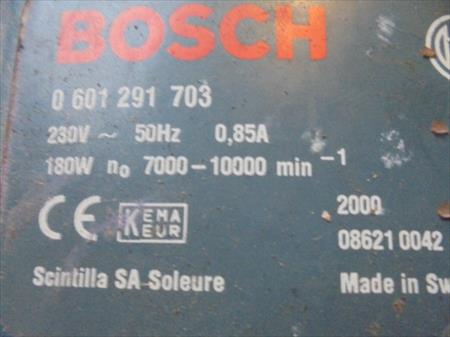 BOSCH
0 601 291 703
230V ~ 50Hz 0,85A
180W n₀ 7000-10000 min⁻¹
CE KEMA KEUR 2000
08621 0042
Scintilla SA-Soleure Made in Sw